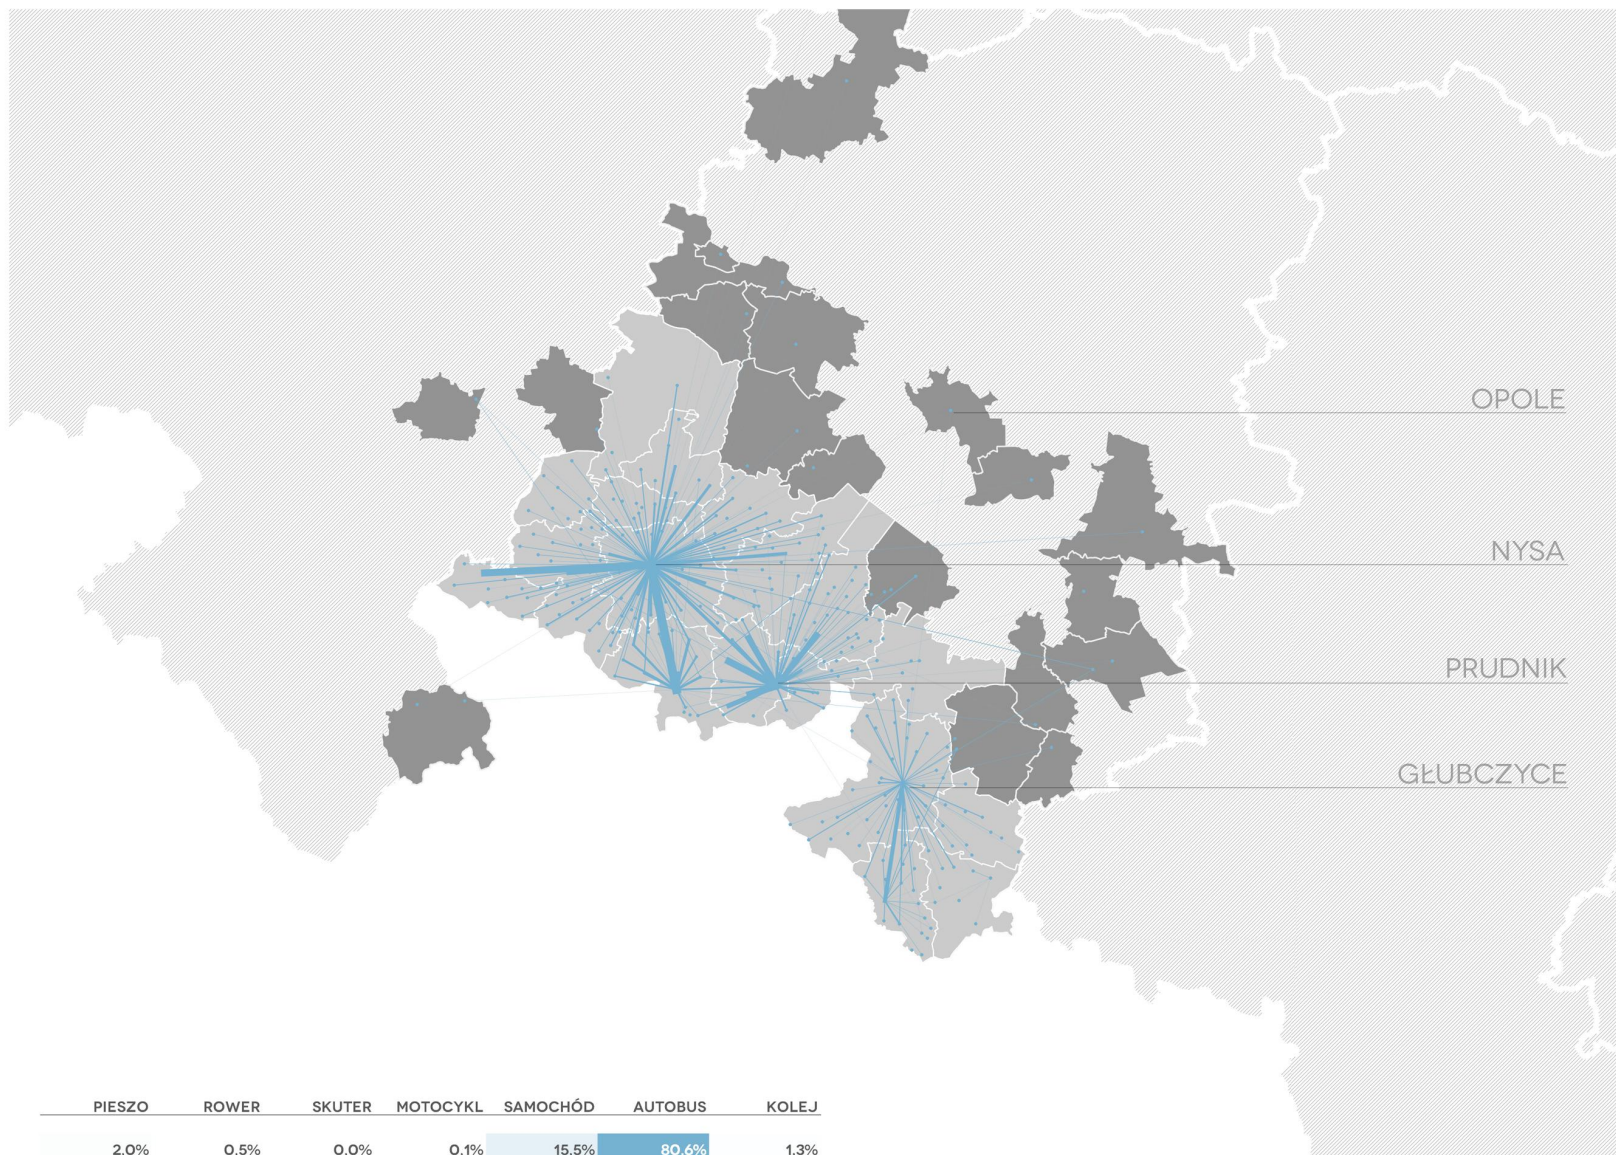 OPOLE
NYSA
PRUDNIK
GŁUBCZYCE
PIESZO ROWER SKUTER MOTOCYKL SAMOCHÓD AUTOBUS KOLEJ
2.0% 0.5% 0.0% 0.1% 15.5% 80.6% 1.3%